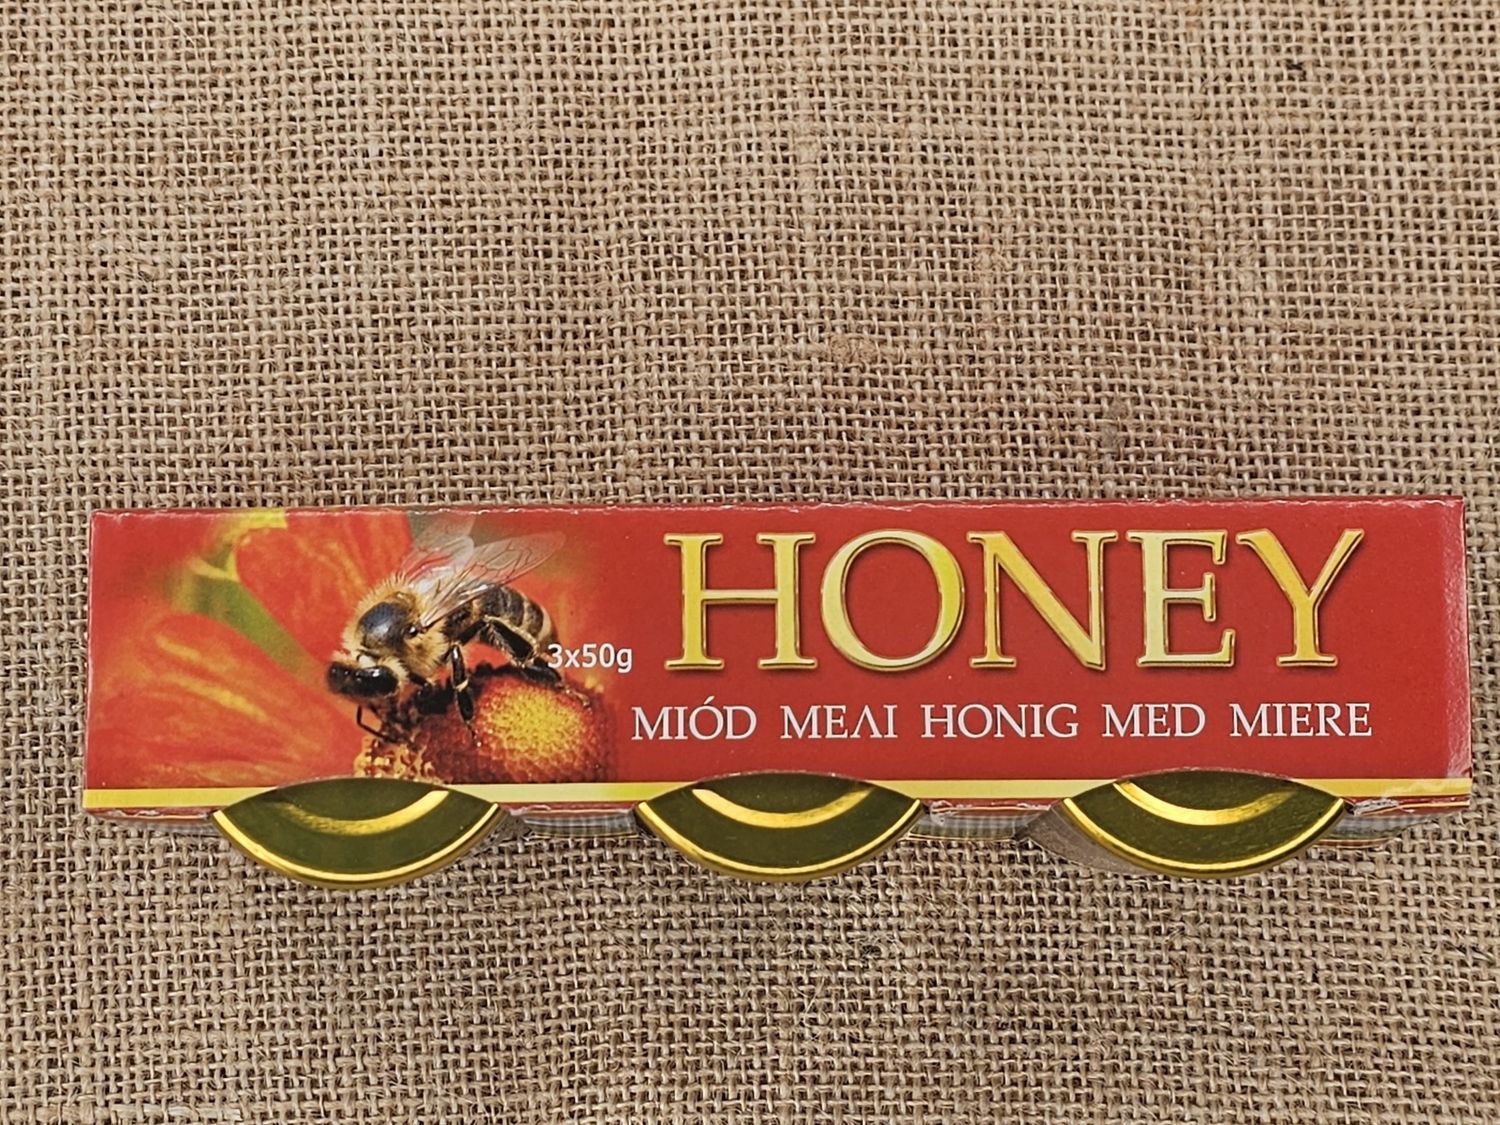 HONEY
3x50g
MIÓD ΜΕΛΙ HONIG MED MIERE